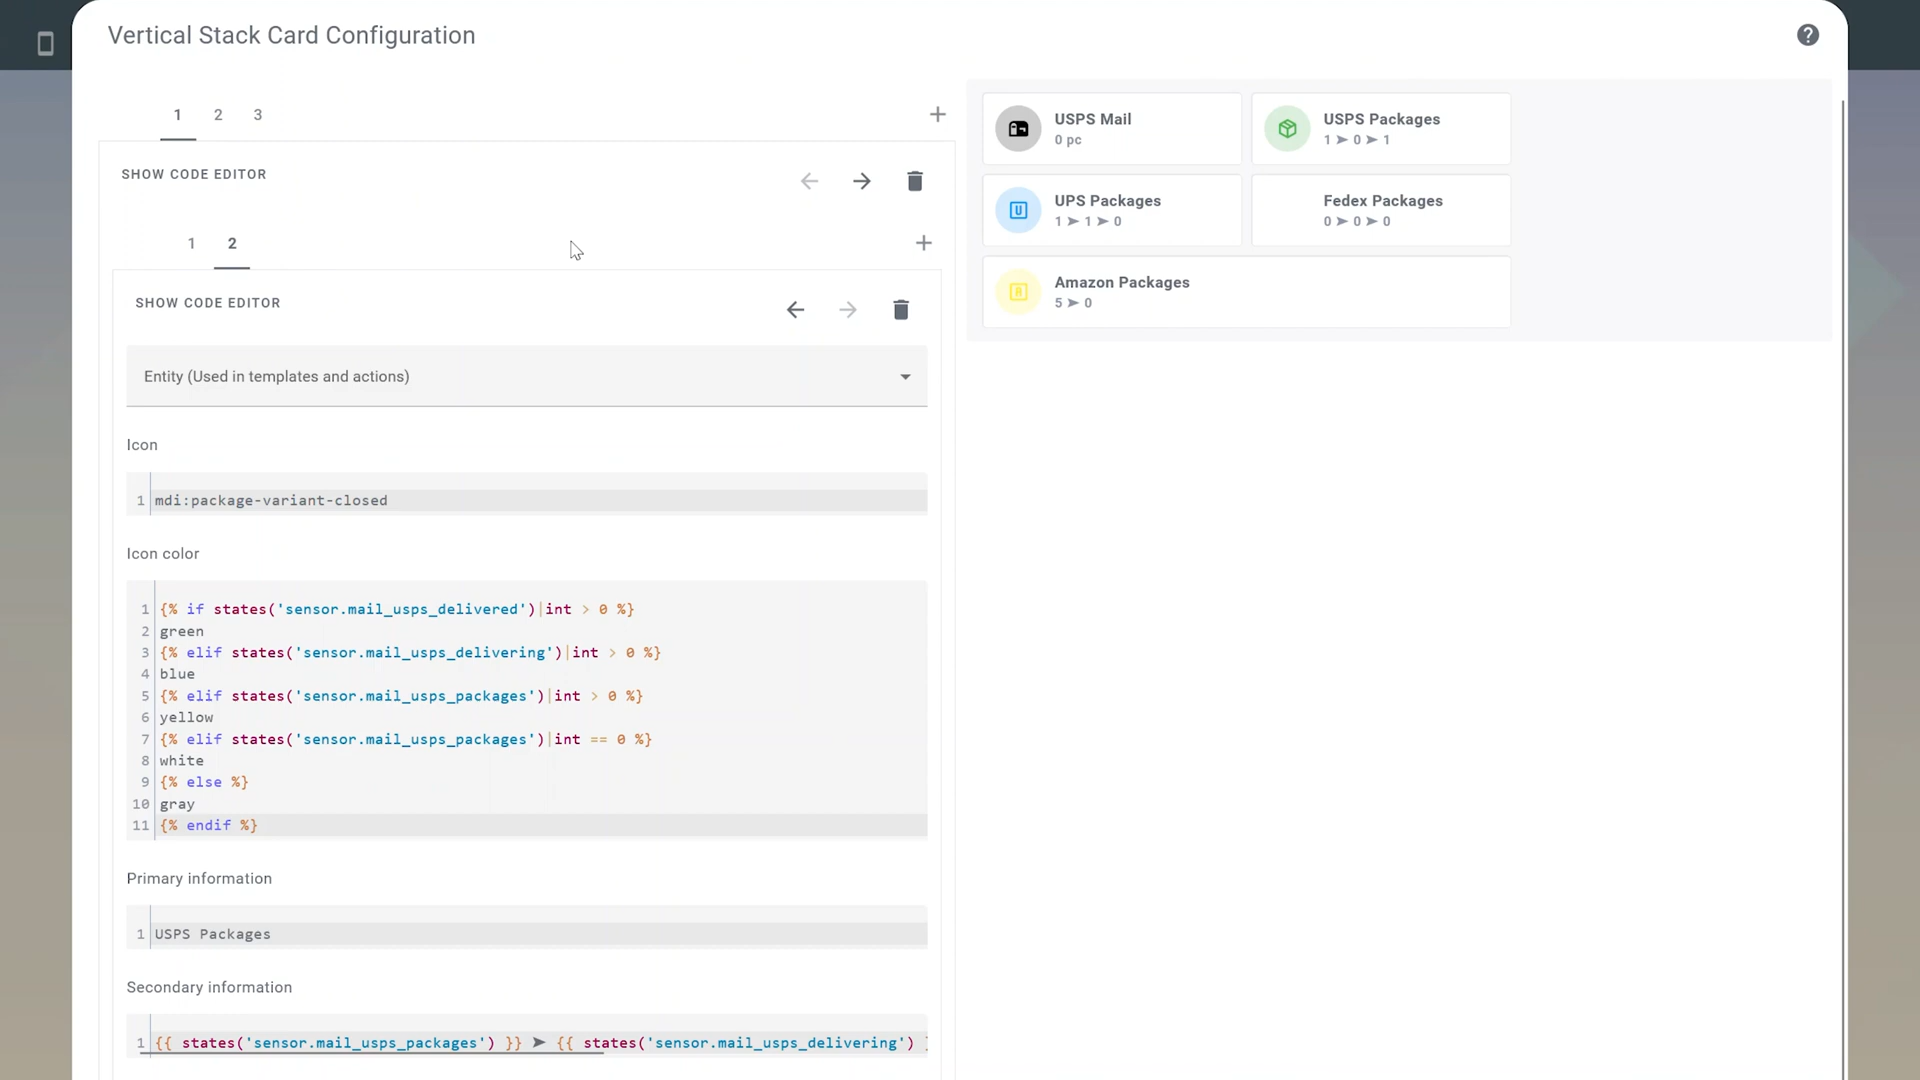 Vertical Stack Card Configuration
?
1 2 3 +
SHOW CODE EDITOR
1 2 +
SHOW CODE EDITOR
Entity (Used in templates and actions)
Icon
1 mdi:package-variant-closed
Icon color
1 {% if states('sensor.mail_usps_delivered')|int > 0 %}
2 green
3 {% elif states('sensor.mail_usps_delivering')|int > 0 %}
4 blue
5 {% elif states('sensor.mail_usps_packages')|int > 0 %}
6 yellow
7 {% elif states('sensor.mail_usps_packages')|int == 0 %}
8 white
9 {% else %}
10 gray
11 {% endif %}
Primary information
1 USPS Packages
Secondary information
1 {{ states('sensor.mail_usps_packages') }} ➤ {{ states('sensor.mail_usps_delivering')
USPS Mail
0 pc
USPS Packages
1 ➤ 0 ➤ 1
U
UPS Packages
1 ➤ 1 ➤ 0
Fedex Packages
0 ➤ 0 ➤ 0
Amazon Packages
5 ➤ 0